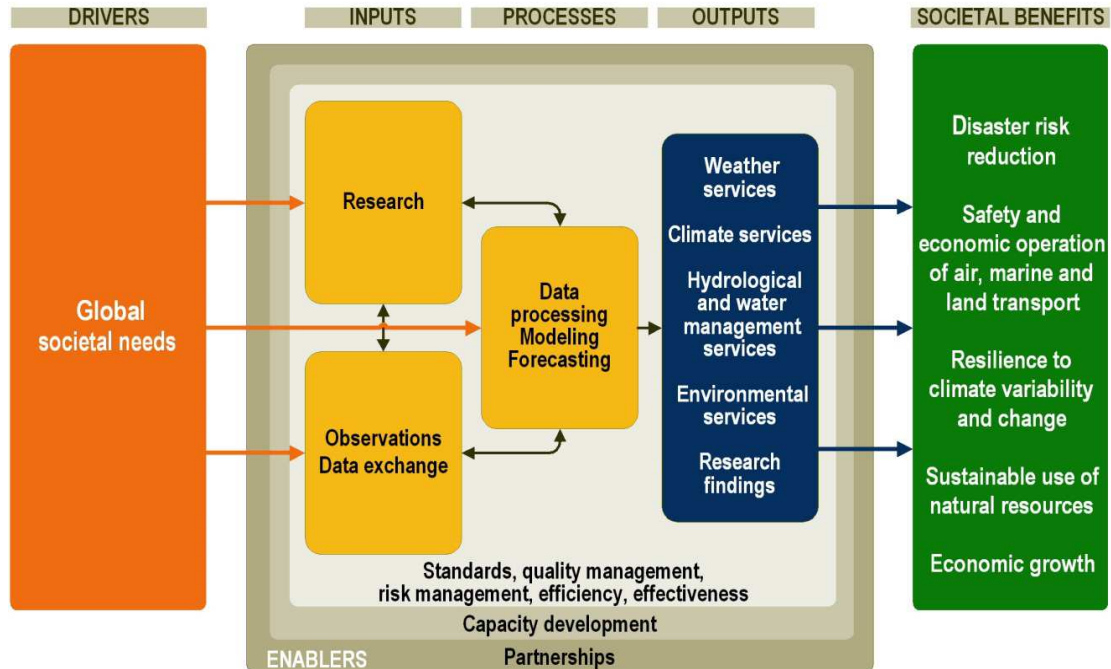 DRIVERS
INPUTS
PROCESSES
OUTPUTS
SOCIETAL BENEFITS
Global
societal needs
Research
Observations
Data exchange
Data
processing
Modeling
Forecasting
Weather
services
Climate services
Hydrological
and water
management
services
Environmental
services
Research
findings
Disaster risk
reduction
Safety and
economic operation
of air, marine and
land transport
Resilience to
climate variability
and change
Sustainable use of
natural resources
Economic growth
Standards, quality management,
risk management, efficiency, effectiveness
Capacity development
ENABLERS
Partnerships